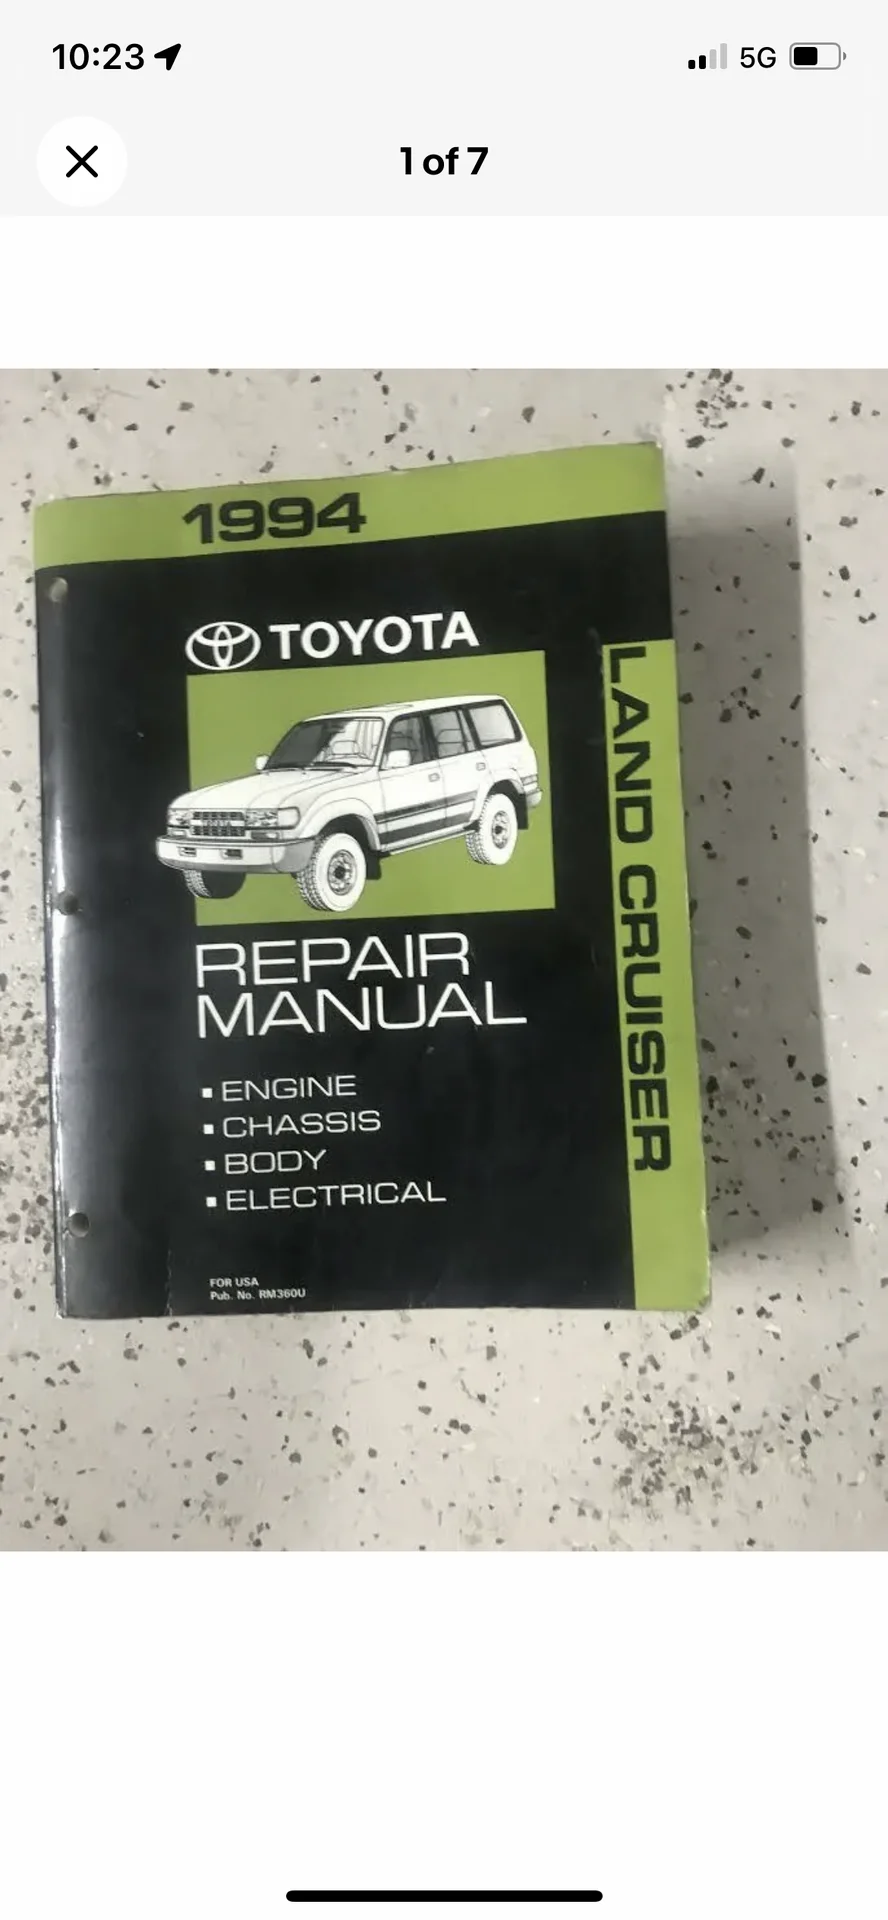 10:23
5G
1 of 7
1994
TOYOTA
LAND CRUISER
REPAIR
MANUAL
▪ ENGINE
▪ CHASSIS
▪ BODY
▪ ELECTRICAL
FOR USA
Pub. No. RM360U